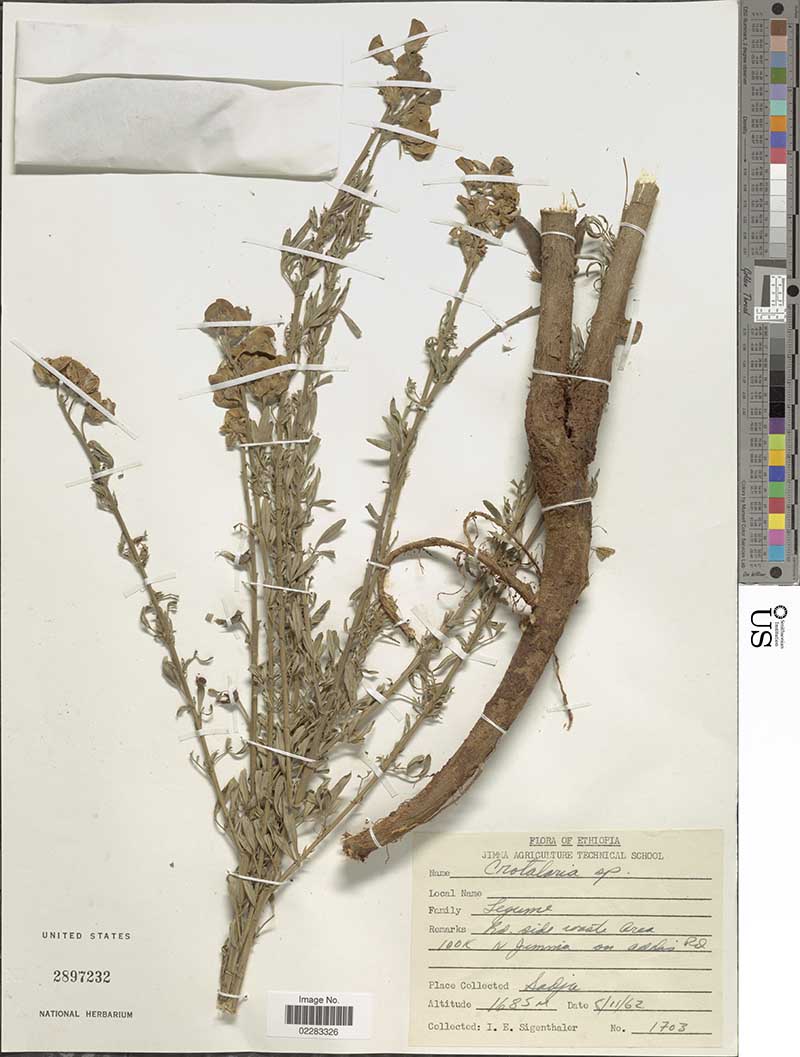 FLORA OF ETHIOPIA
JIMMA AGRICULTURE TECHNICAL SCHOOL
Name Crotalaria sp.
Local Name
Family Legume
Remarks Rd side waste area
100K N Jimma on addis Rd
Place Collected
Altitude 1685 M Date 5/11/62
Collected: I. E. Sigenthaler No. 1703
UNITED STATES
2897232
NATIONAL HERBARIUM
Image No.
02283326
Smithsonian
Institution
US
Golden Thread